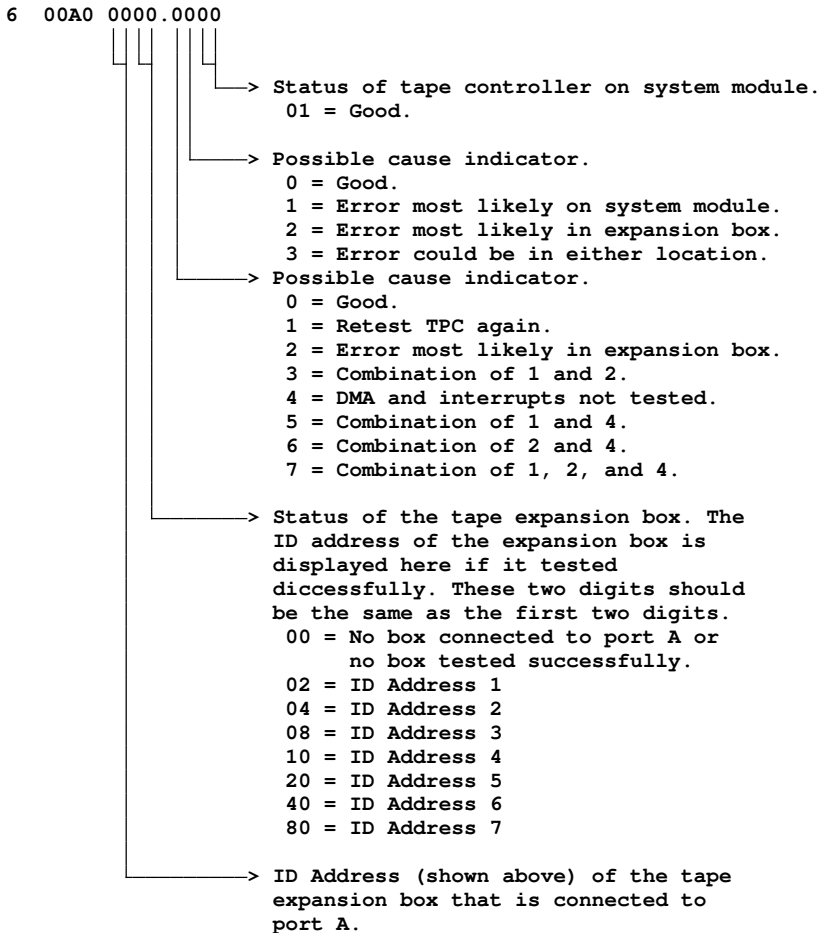 6 00A0 0000.0000
> Status of tape controller on system module.
01 = Good.
> Possible cause indicator.
0 = Good.
1 = Error most likely on system module.
2 = Error most likely in expansion box.
3 = Error could be in either location.
> Possible cause indicator.
0 = Good.
1 = Retest TPC again.
2 = Error most likely in expansion box.
3 = Combination of 1 and 2.
4 = DMA and interrupts not tested.
5 = Combination of 1 and 4.
6 = Combination of 2 and 4.
7 = Combination of 1, 2, and 4.
> Status of the tape expansion box. The
ID address of the expansion box is
displayed here if it tested
diccessfully. These two digits should
be the same as the first two digits.
00 = No box connected to port A or
no box tested successfully.
02 = ID Address 1
04 = ID Address 2
08 = ID Address 3
10 = ID Address 4
20 = ID Address 5
40 = ID Address 6
80 = ID Address 7
> ID Address (shown above) of the tape
expansion box that is connected to
port A.